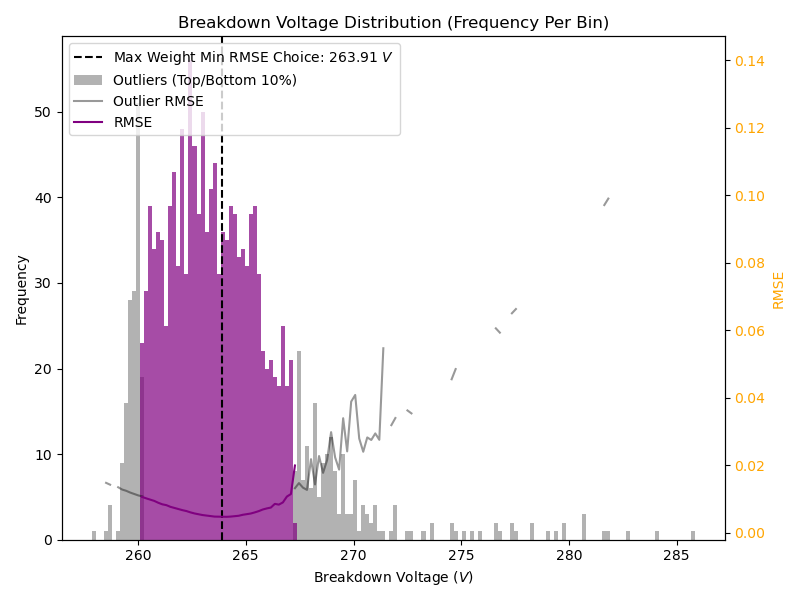 Breakdown Voltage Distribution (Frequency Per Bin)
Max Weight Min RMSE Choice: 263.91 V
Outliers (Top/Bottom 10%)
Outlier RMSE
RMSE
50
40
30
20
10
0
Frequency
0.14
0.12
0.10
0.08
0.06
0.04
0.02
0.00
RMSE
260 265 270 275 280 285
Breakdown Voltage (V)